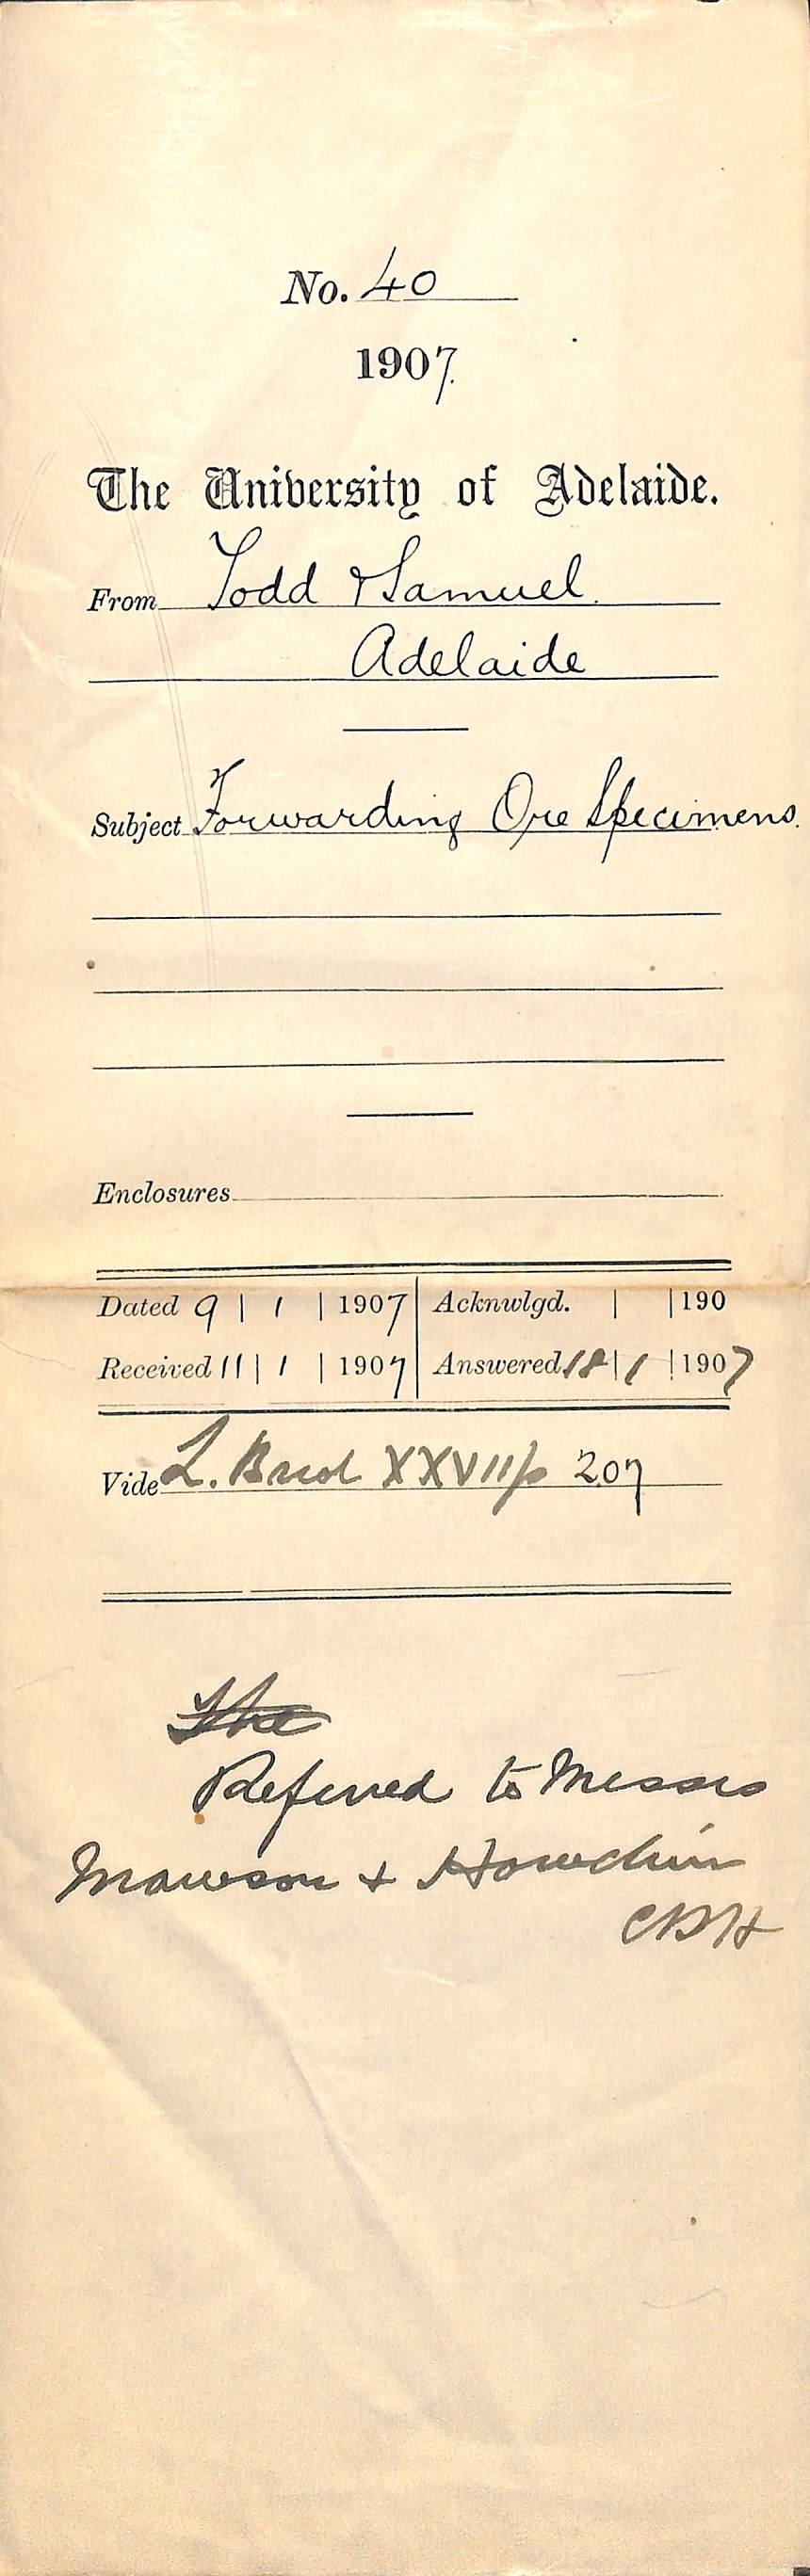 No. 40
1907.
The University of Adelaide.
From Todd & Samuel.
Adelaide
Subject Forwarding Ore Specimens.
Enclosures
Dated 9 | 1 | 1907 Acknwlgd. | | 190
Received 11 | 1 | 1907 Answered 18 | 1 | 1907
Vide L. XXVII p 207
The
Referred to Messrs
Mawson & Howchin